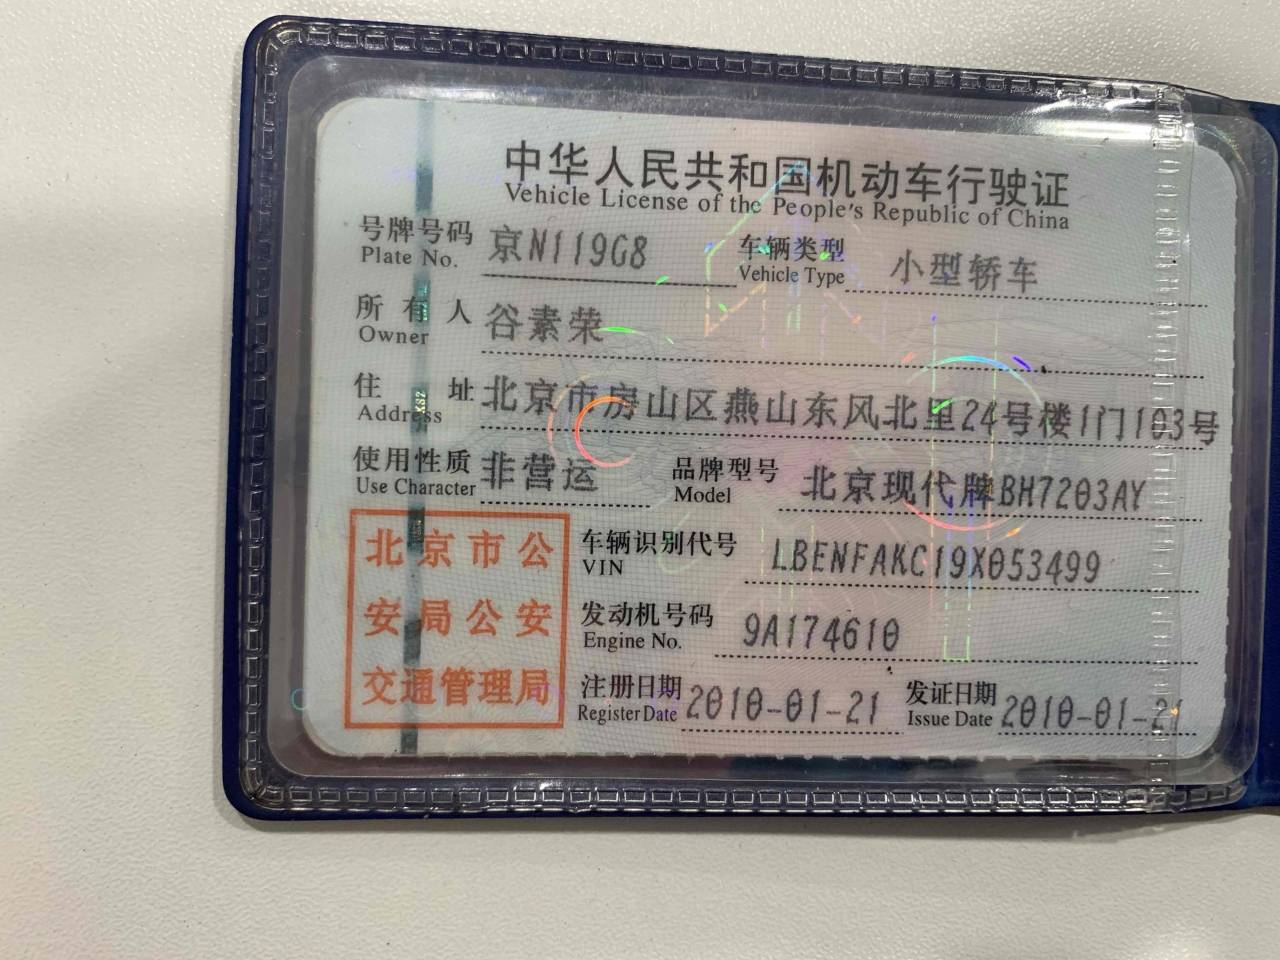 中华人民共和国机动车行驶证
Vehicle License of the People's Republic of China
号牌号码 京N119G8 车辆类型 小型轿车
Plate No. Vehicle Type
所有人 谷素荣
Owner
住址 北京市房山区燕山东风北里24号楼1门103号
Address
使用性质 非营运 品牌型号 北京现代牌BH7203AY
Use Character Model
北京市公
安局公安
交通管理局
车辆识别代号 LBENFAKC19X053499
VIN
发动机号码 9A174610
Engine No.
注册日期 2010-01-21 发证日期 2010-01-21
Register Date Issue Date